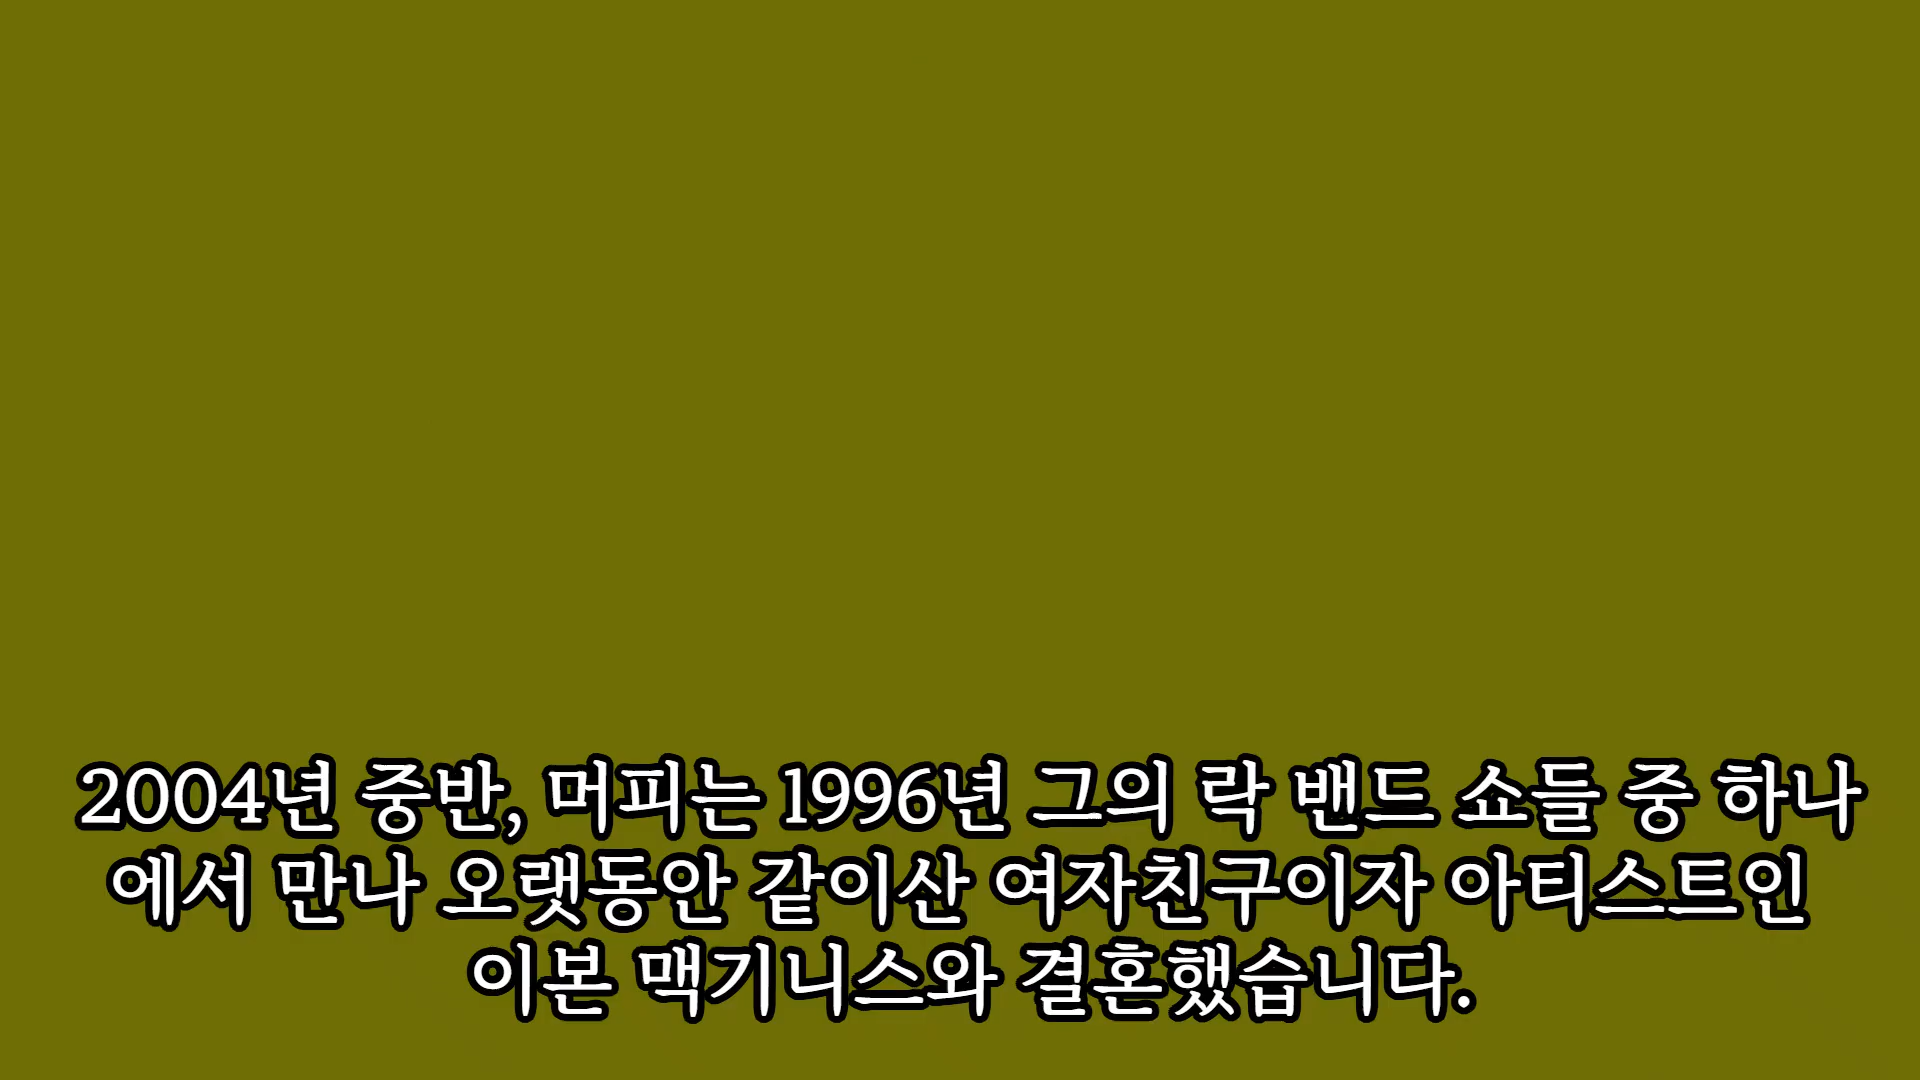 2004년 중반, 머피는 1996년 그의 락 밴드 쇼들 중 하나
에서 만나 오랫동안 같이산 여자친구이자 아티스트인
이본 맥기니스와 결혼했습니다.